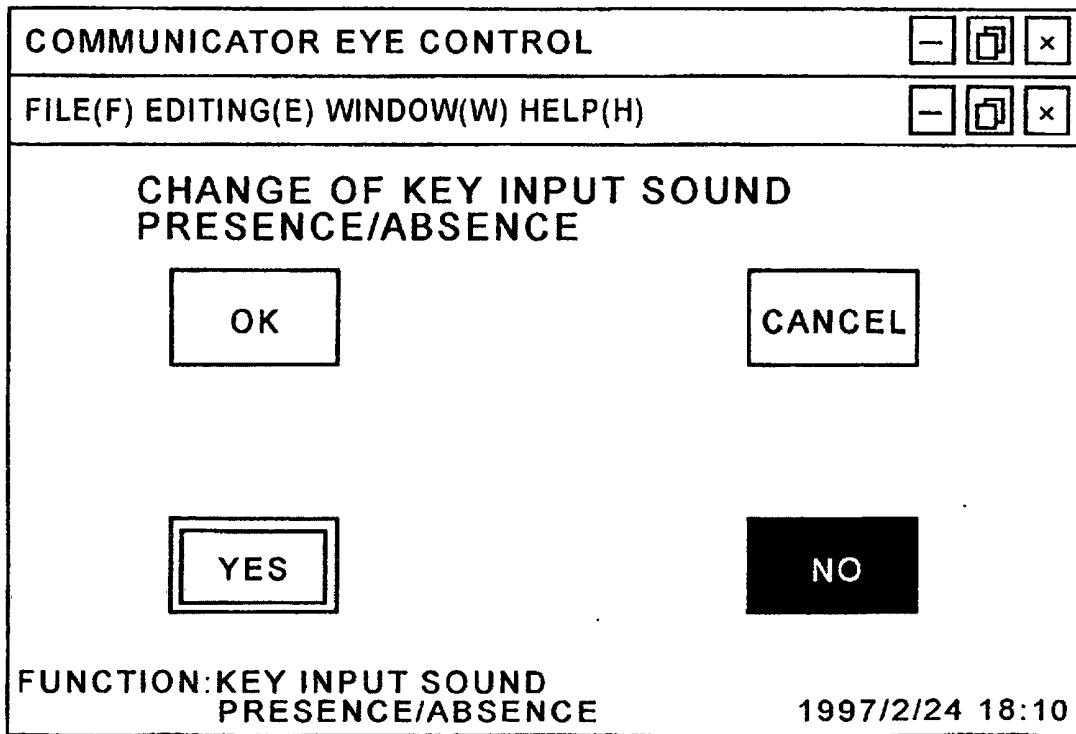 COMMUNICATOR EYE CONTROL
FILE(F) EDITING(E) WINDOW(W) HELP(H)
CHANGE OF KEY INPUT SOUND
PRESENCE/ABSENCE
OK CANCEL
YES NO
FUNCTION:KEY INPUT SOUND
PRESENCE/ABSENCE 1997/2/24 18:10